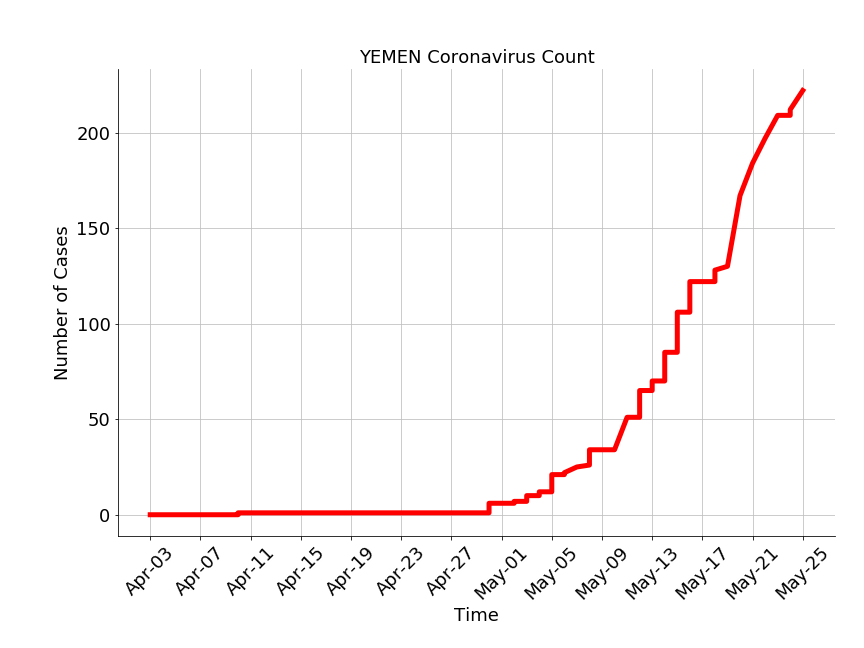 YEMEN Coronavirus Count
Number of Cases
200
150
100
50
0
Apr-03
Apr-07
Apr-11
Apr-15
Apr-19
Apr-23
Apr-27
May-01
May-05
May-09
May-13
May-17
May-21
May-25
Time